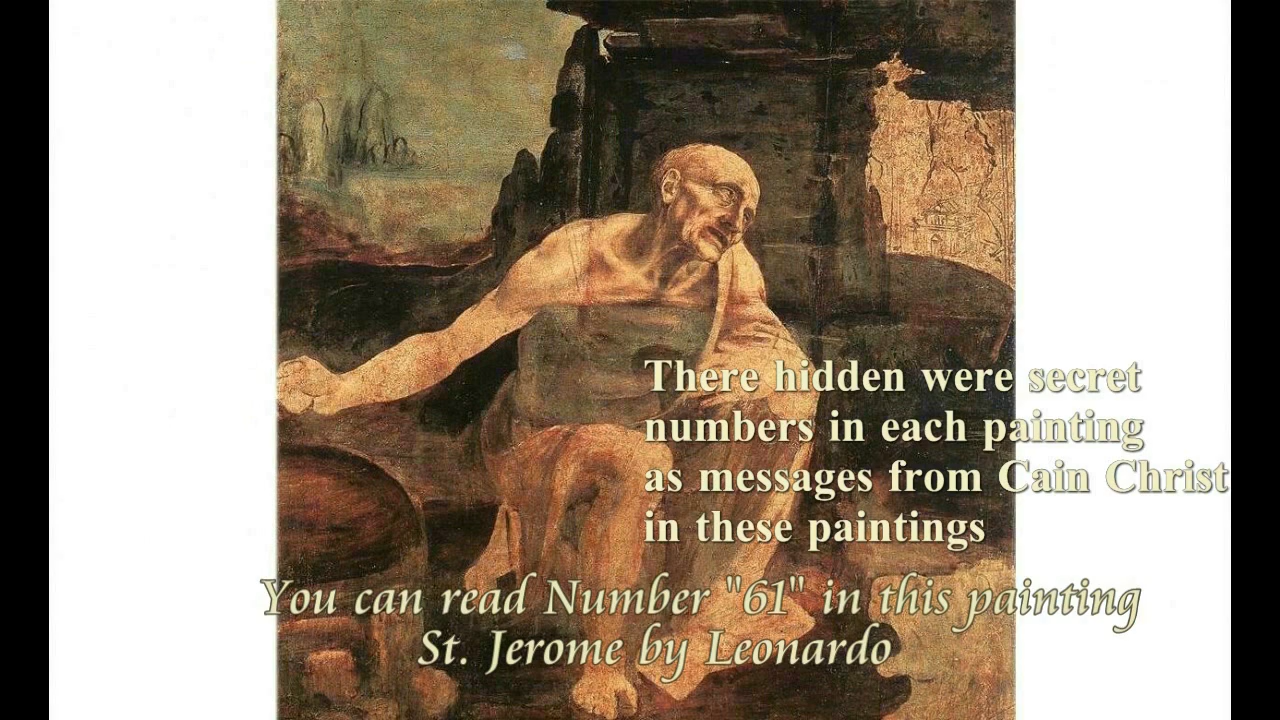 There hidden were secret
numbers in each painting
as messages from Cain Christ
in these paintings
You can read Number "61" in this painting
St. Jerome by Leonardo